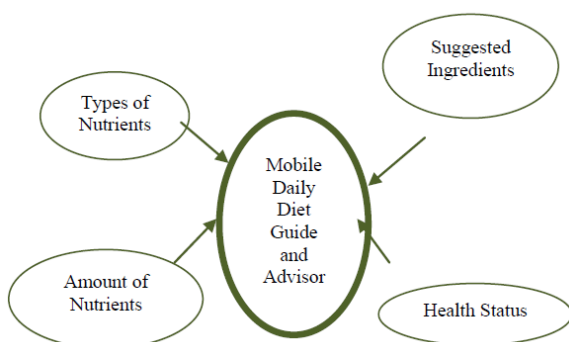 Suggested
Ingredients
Types of
Nutrients
Mobile
Daily
Diet
Guide
and
Advisor
Amount of
Nutrients
Health Status